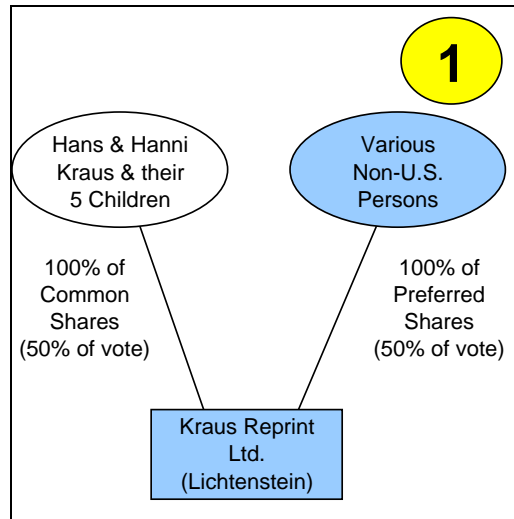 1
Hans & Hanni
Kraus & their
5 Children
Various
Non-U.S.
Persons
100% of
Common
Shares
(50% of vote)
100% of
Preferred
Shares
(50% of vote)
Kraus Reprint
Ltd.
(Lichtenstein)